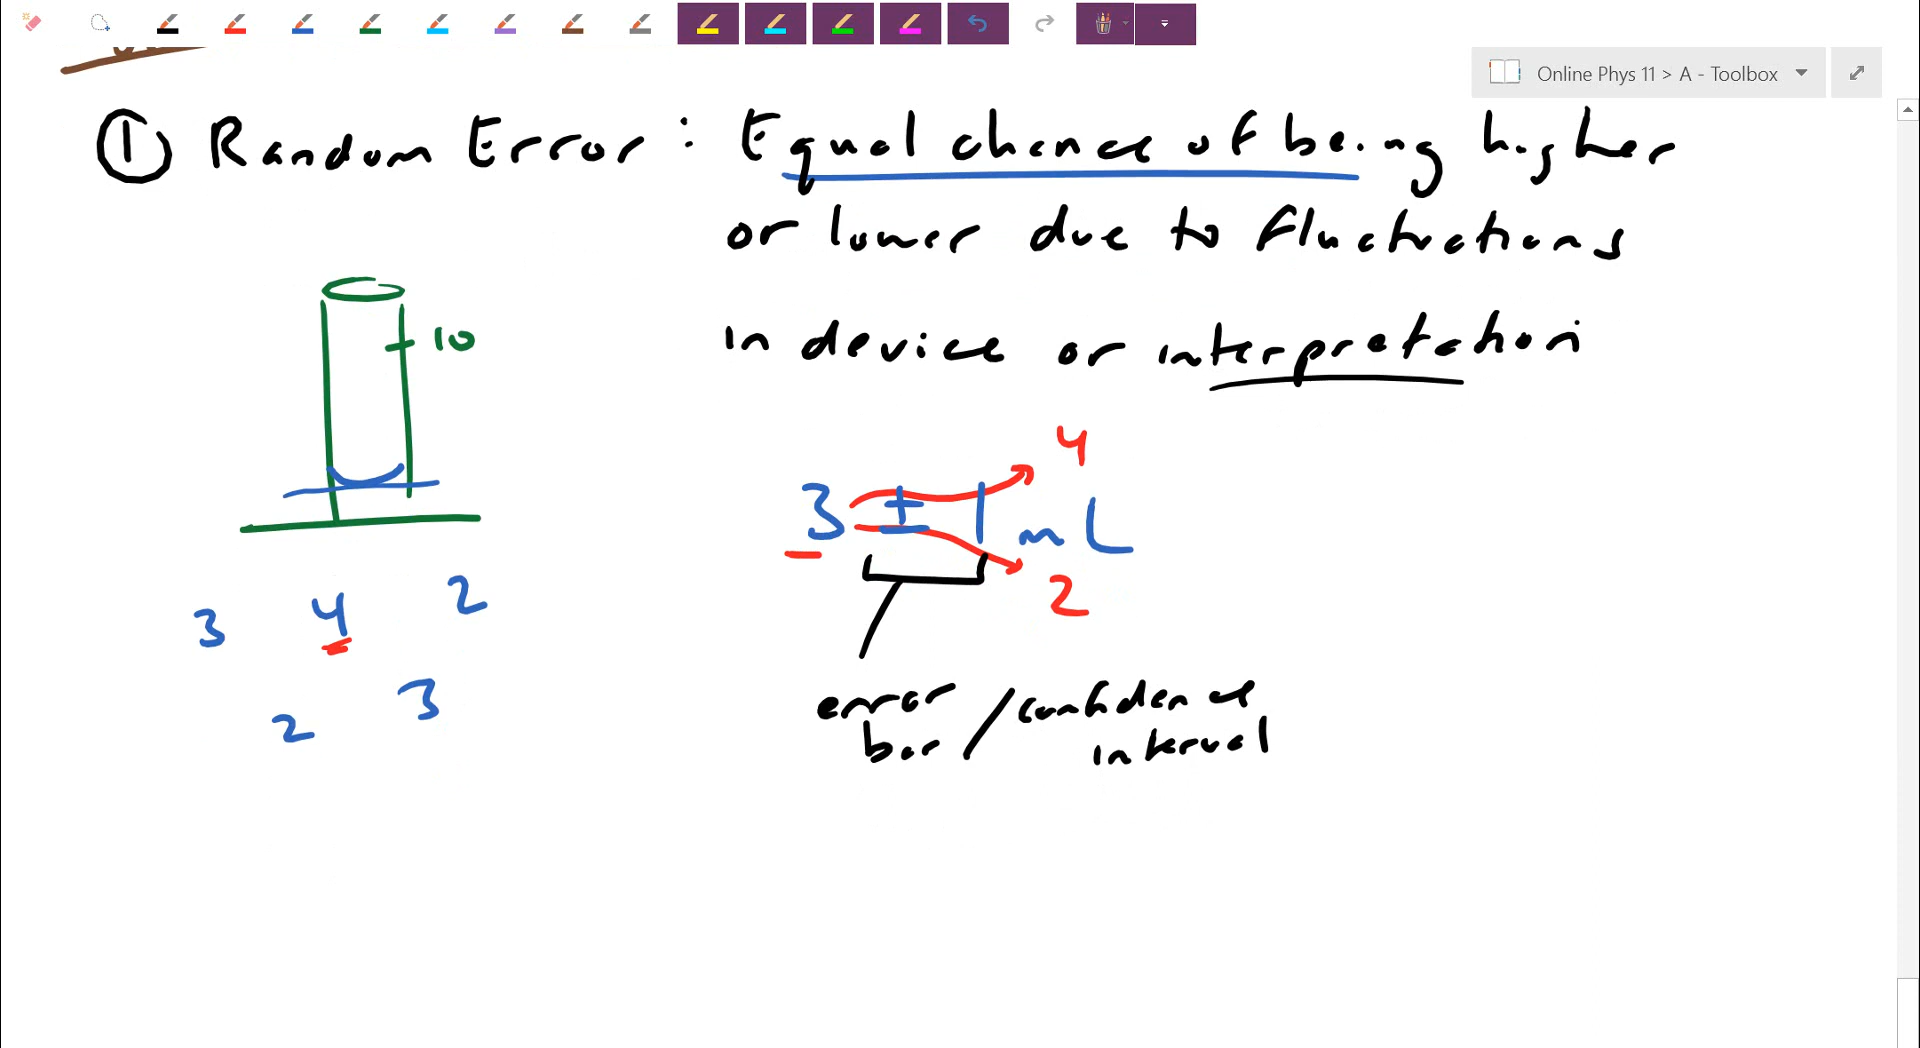 Online Phys 11 > A - Toolbox
① Random Error : Equal chance of being higher
or lower due to fluctuations
in device or interpretation
10
4
3 ± 1 mL
2
3 4 2
2 3
error / confidence
bar interval